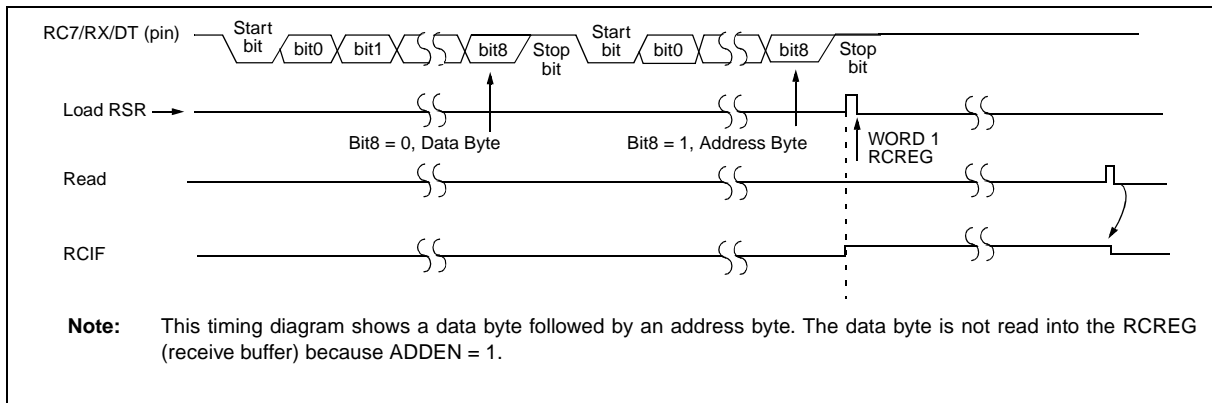 RC7/RX/DT (pin)
Start
bit
bit0
bit1
bit8
Stop
bit
Start
bit
bit0
bit8
Stop
bit
Load RSR
Bit8 = 0, Data Byte
Bit8 = 1, Address Byte
WORD 1
RCREG
Read
RCIF
Note: This timing diagram shows a data byte followed by an address byte. The data byte is not read into the RCREG
(receive buffer) because ADDEN = 1.